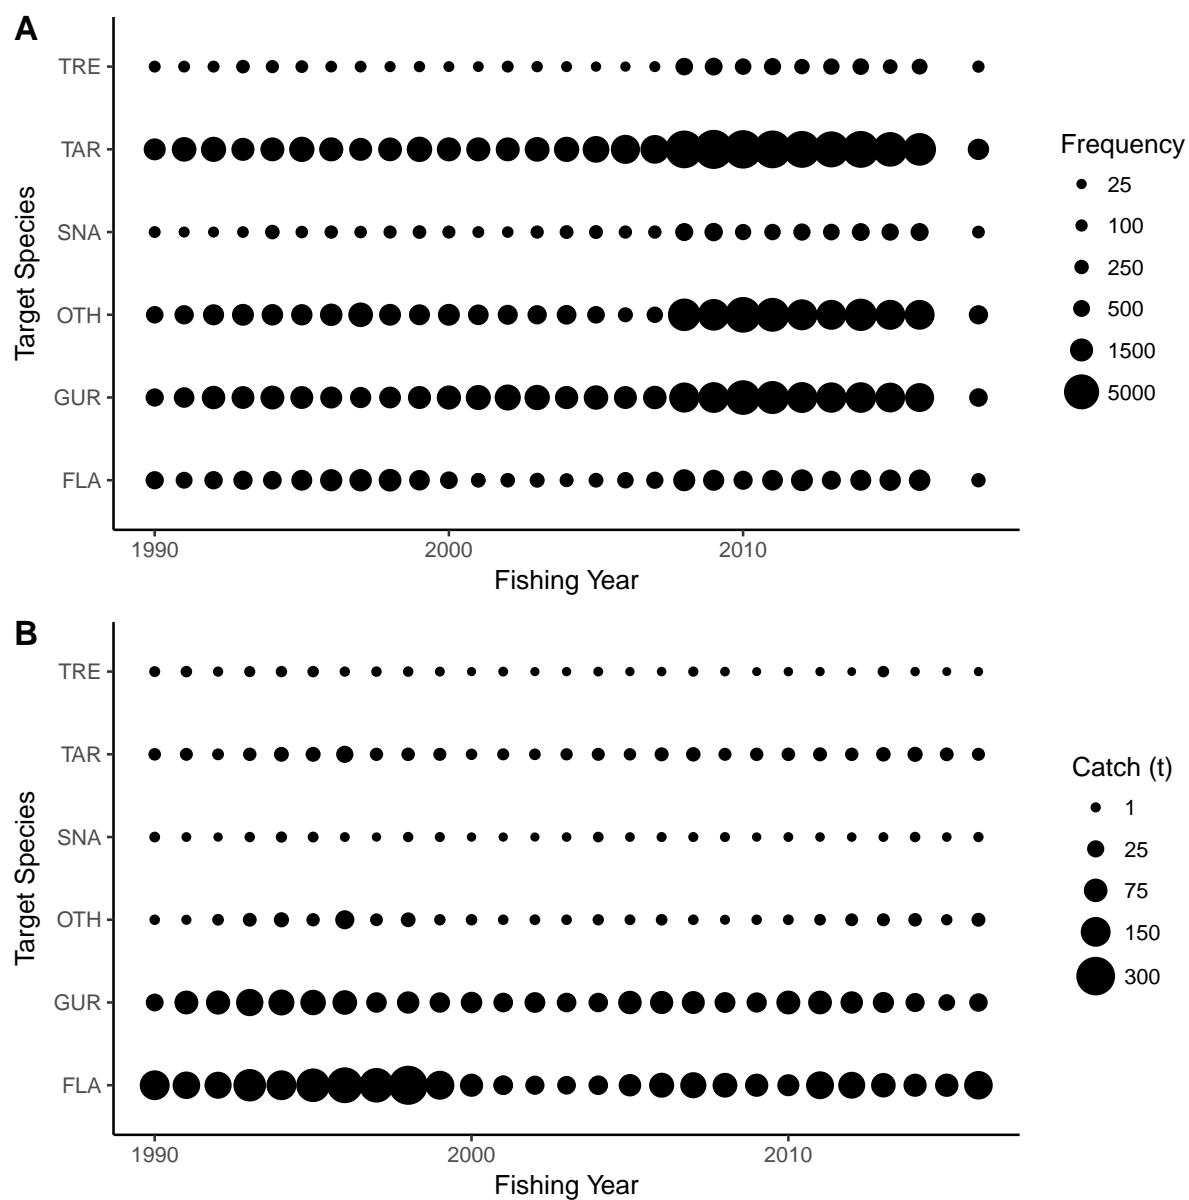 A
TRE
TAR
SNA
OTH
GUR
FLA
Target Species
1990 2000 2010
Fishing Year
Frequency
25
100
250
500
1500
5000
B
TRE
TAR
SNA
OTH
GUR
FLA
Target Species
1990 2000 2010
Fishing Year
Catch (t)
1
25
75
150
300